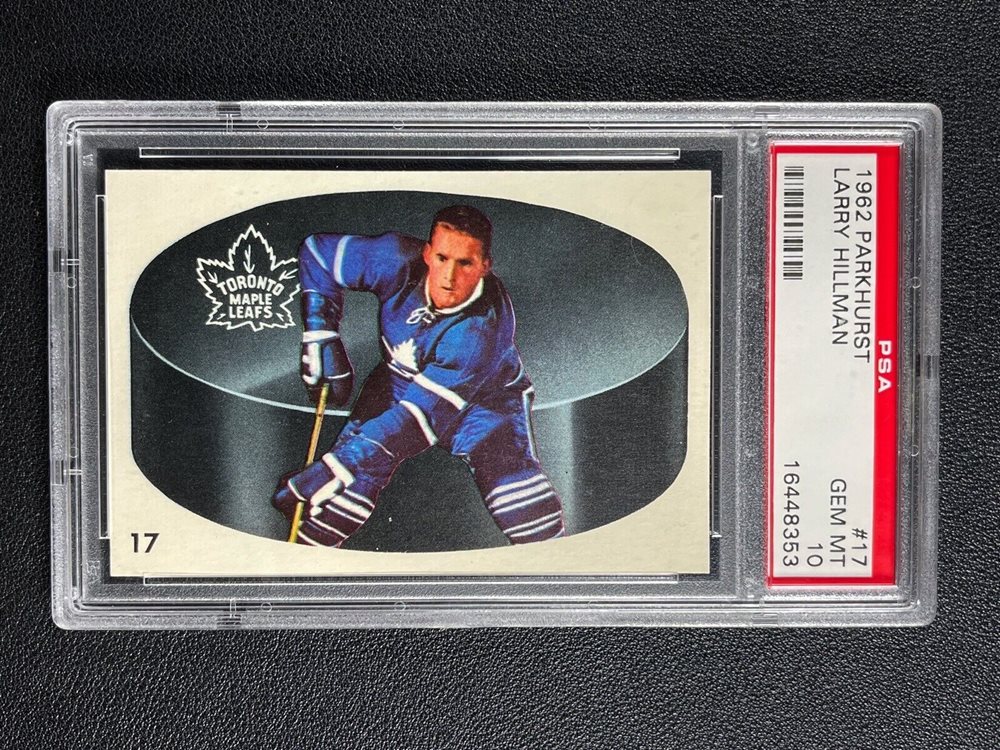 TORONTO
MAPLE
LEAFS
17
PSA
1962 PARKHURST #17
LARRY HILLMAN GEM MT
10
16448353